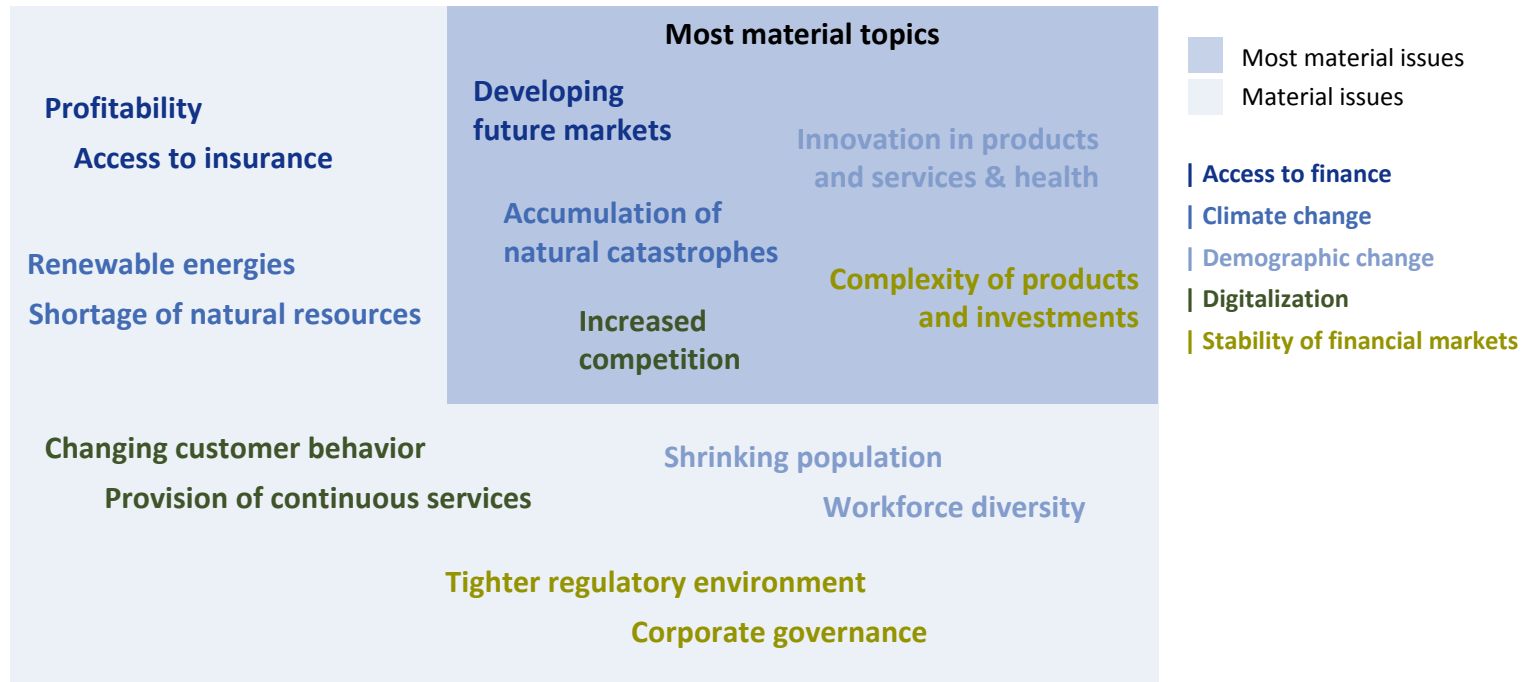 Most material topics
Profitability
Access to insurance
Developing
future markets
Innovation in products
and services & health
Accumulation of
natural catastrophes
Renewable energies
Shortage of natural resources
Complexity of products
and investments
Increased
competition
Changing customer behavior
Provision of continuous services
Shrinking population
Workforce diversity
Tighter regulatory environment
Corporate governance
Most material issues
Material issues
| Access to finance
| Climate change
| Demographic change
| Digitalization
| Stability of financial markets